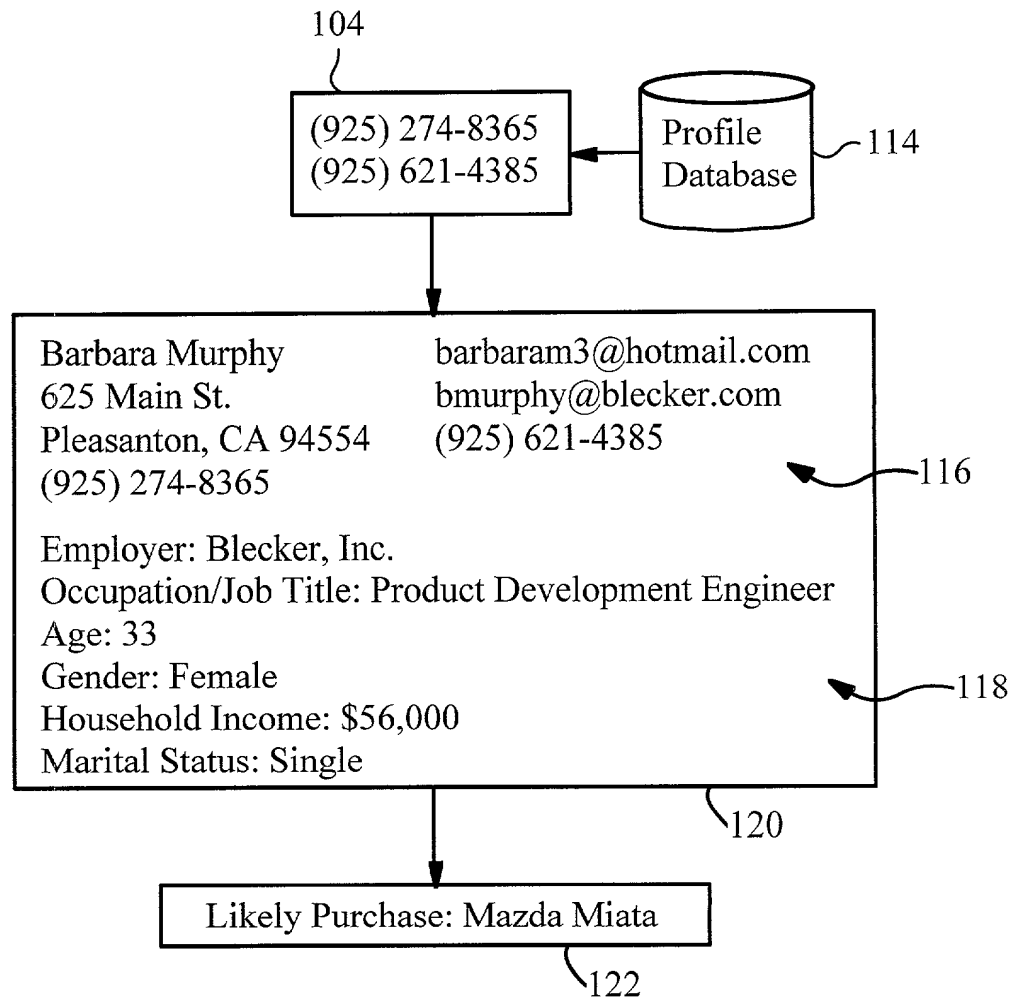 104
(925) 274-8365
(925) 621-4385
Profile
Database
114
Barbara Murphy
625 Main St.
Pleasanton, CA 94554
(925) 274-8365
barbaram3@hotmail.com
bmurphy@blecker.com
(925) 621-4385
116
Employer: Blecker, Inc.
Occupation/Job Title: Product Development Engineer
Age: 33
Gender: Female
Household Income: $56,000
Marital Status: Single
118
120
Likely Purchase: Mazda Miata
122